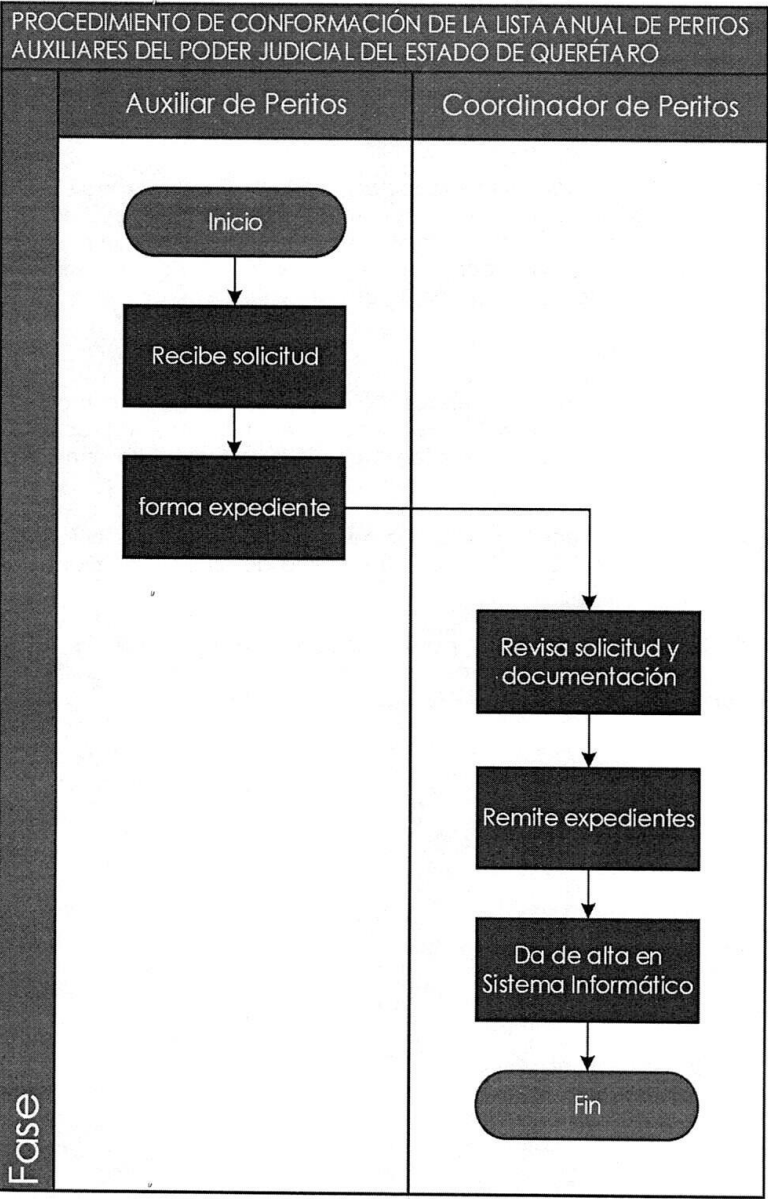 PROCEDIMIENTO DE CONFORMACIÓN DE LA LISTA ANUAL DE PERITOS
AUXILIARES DEL PODER JUDICIAL DEL ESTADO DE QUERÉTARO
Auxiliar de Peritos
Coordinador de Peritos
Inicio
Recibe solicitud
forma expediente
Revisa solicitud y
documentación
Remite expedientes
Da de alta en
Sistema Informático
Fin
Fase